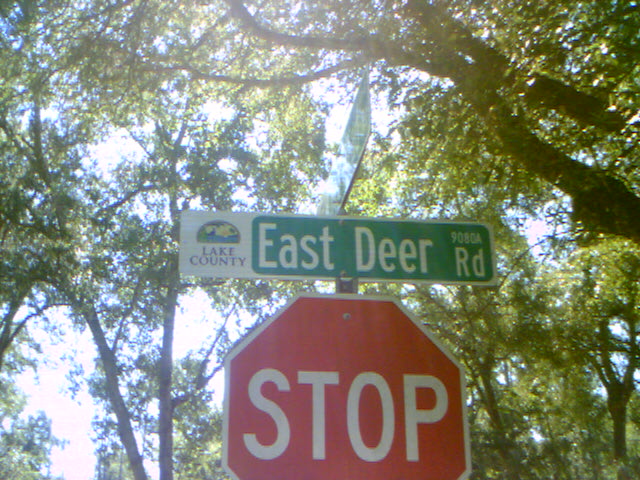 LAKE
COUNTY
East Deer Rd
9080A
STOP